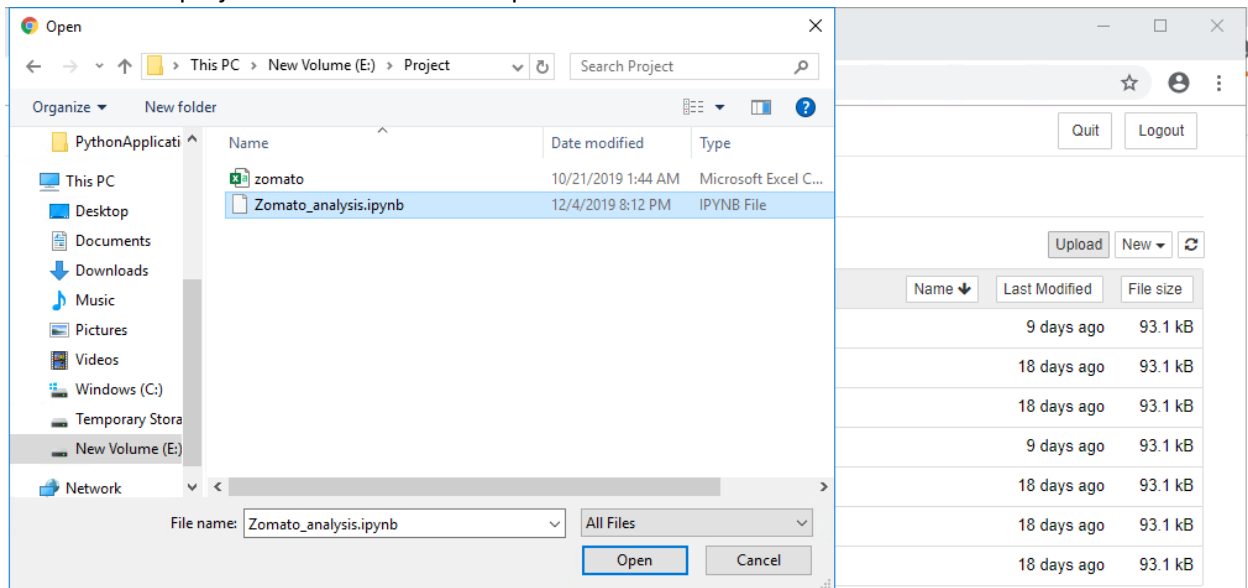 Open
This PC > New Volume (E:) > Project
Search Project
Organize
New folder
PythonApplicati
This PC
Desktop
Documents
Downloads
Music
Pictures
Videos
Windows (C:)
Temporary Stora
New Volume (E:)
Network
Name Date modified Type
zomato 10/21/2019 1:44 AM Microsoft Excel C...
Zomato_analysis.ipynb 12/4/2019 8:12 PM IPYNB File
File name: Zomato_analysis.ipynb All Files
Open Cancel
Quit Logout
Upload New
Name Last Modified File size
9 days ago 93.1 kB
18 days ago 93.1 kB
18 days ago 93.1 kB
9 days ago 93.1 kB
18 days ago 93.1 kB
18 days ago 93.1 kB
18 days ago 93.1 kB